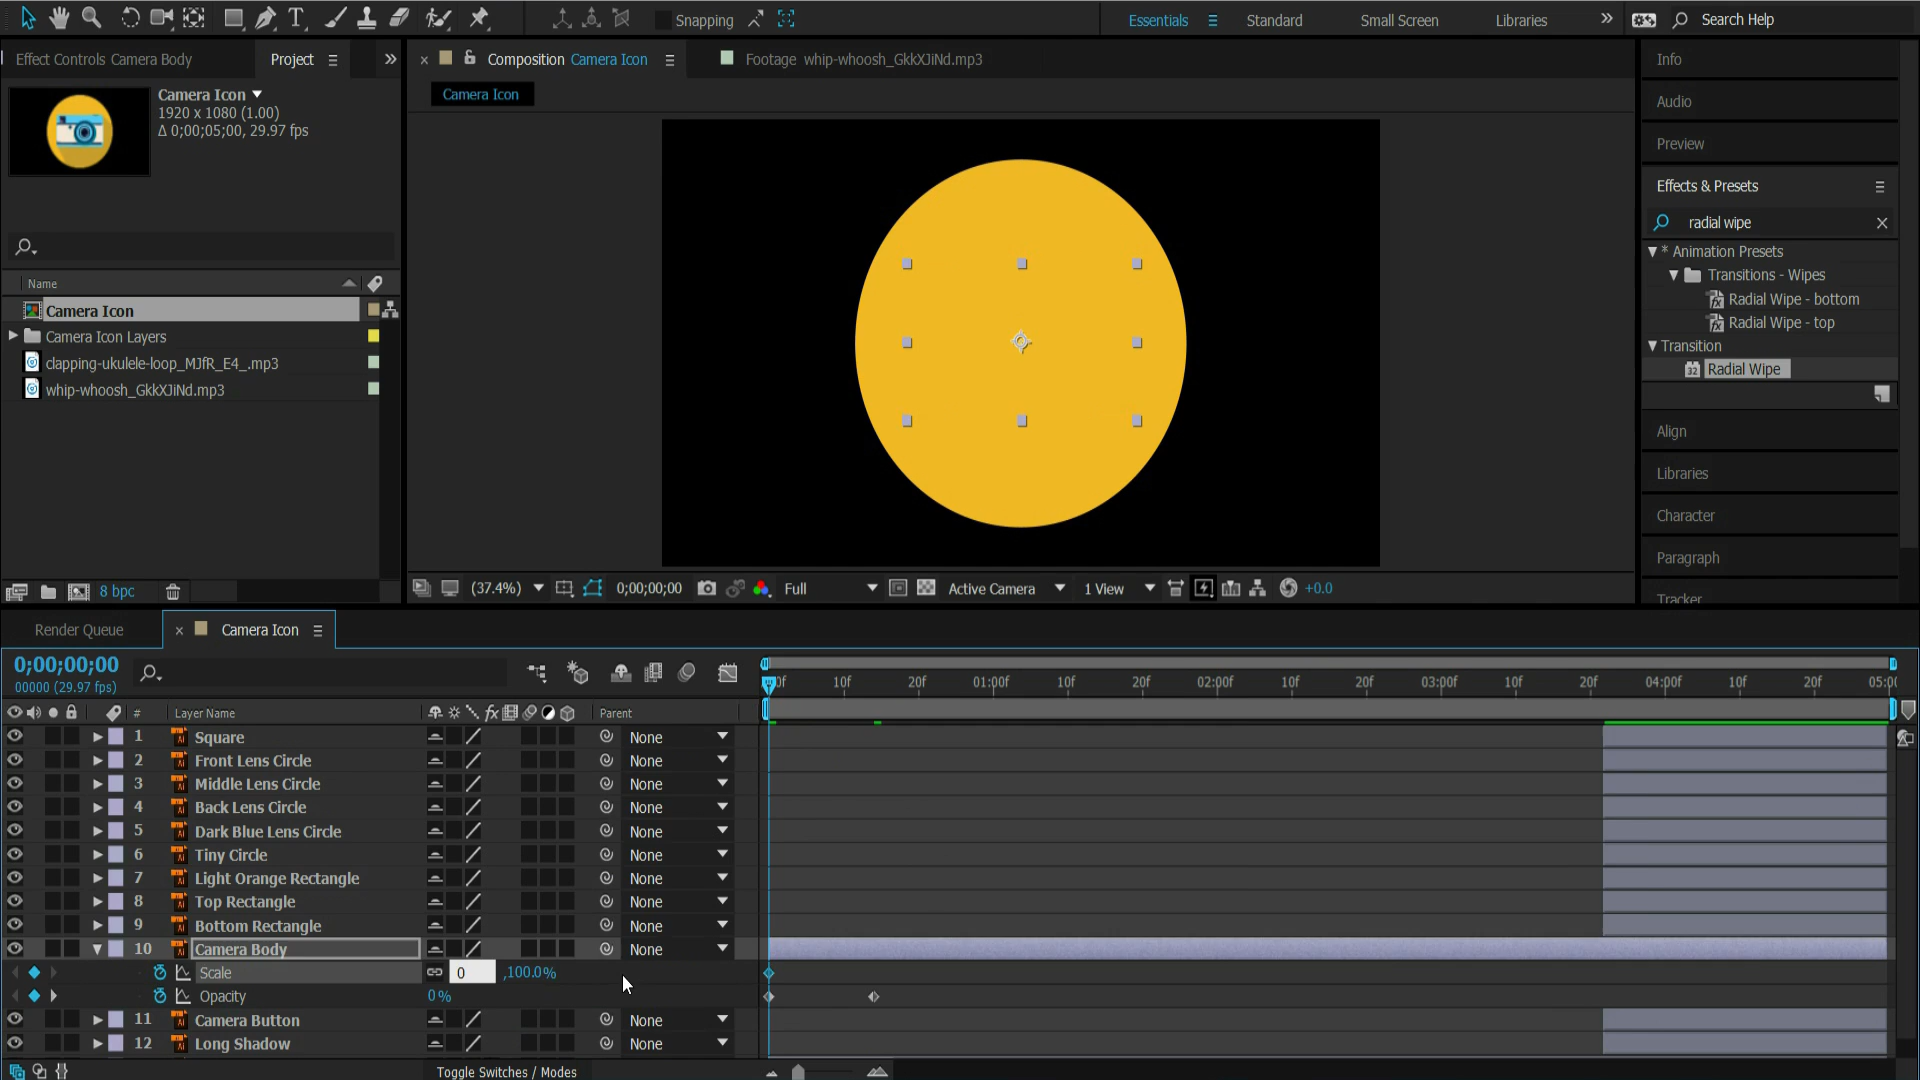 Snapping
Essentials
Standard
Small Screen
Libraries
Search Help
Effect Controls Camera Body
Project
Composition Camera Icon
Footage whip-whoosh_GkkXJiNd.mp3
Camera Icon
1920 x 1080 (1.00)
Δ 0;00;05;00, 29.97 fps
Camera Icon
Name
Camera Icon
Camera Icon Layers
clapping-ukulele-loop_MJfR_E4_.mp3
whip-whoosh_GkkXJiNd.mp3
8 bpc
(37.4%)
0;00;00;00
Full
Active Camera
1 View
+0.0
Info
Audio
Preview
Effects & Presets
radial wipe
* Animation Presets
Transitions - Wipes
Radial Wipe - bottom
Radial Wipe - top
Transition
32 Radial Wipe
Align
Libraries
Character
Paragraph
Tracker
Render Queue
Camera Icon
0;00;00;00
00000 (29.97 fps)
0f 10f 20f 01:00f 10f 20f 02:00f 10f 20f 03:00f 10f 20f 04:00f 10f 20f 05:00
# Layer Name Parent
1 Square None
2 Front Lens Circle None
3 Middle Lens Circle None
4 Back Lens Circle None
5 Dark Blue Lens Circle None
6 Tiny Circle None
7 Light Orange Rectangle None
8 Top Rectangle None
9 Bottom Rectangle None
10 Camera Body None
Scale 0 ,100.0%
Opacity 0%
11 Camera Button None
12 Long Shadow None
Toggle Switches / Modes